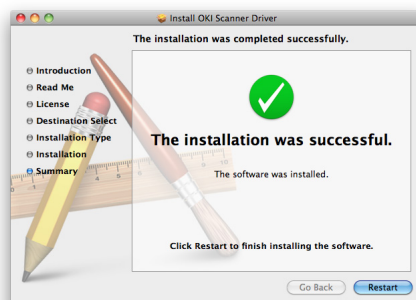 Install OKI Scanner Driver
The installation was completed successfully.
Introduction
Read Me
License
Destination Select
Installation Type
Installation
Summary
The installation was successful.
The software was installed.
Click Restart to finish installing the software.
Go Back
Restart